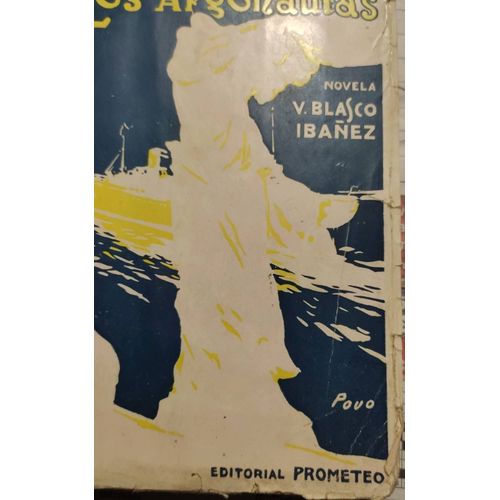 Los Argonautas
NOVELA
V. BLASCO
IBAÑEZ
Povo
EDITORIAL PROMETEO